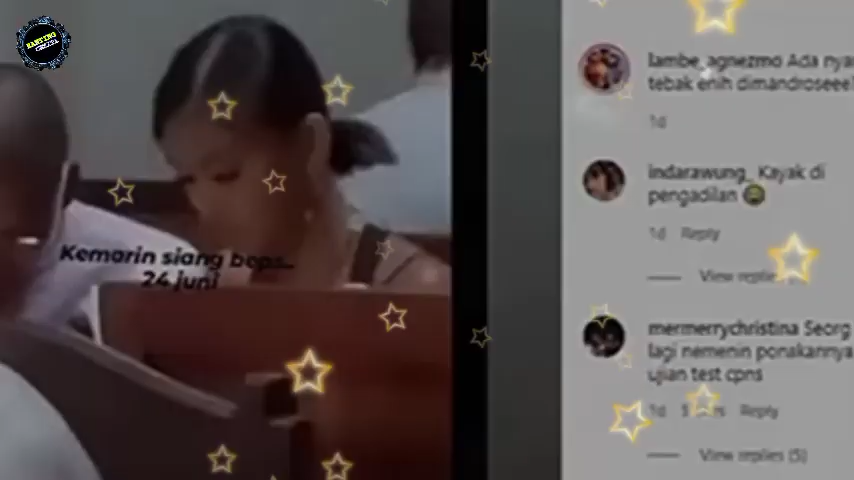 Kemarin siang beps..
24 juni
lambe_agnezmo Ada nya
tebak enih dimandroseee
1d
indarawung_ Kayak di
pengadilan
1d Reply
View replies
mermerrychristina Seorg
lagi nemenin ponakannya
ujian test cpns
1d Reply
View replies (5)